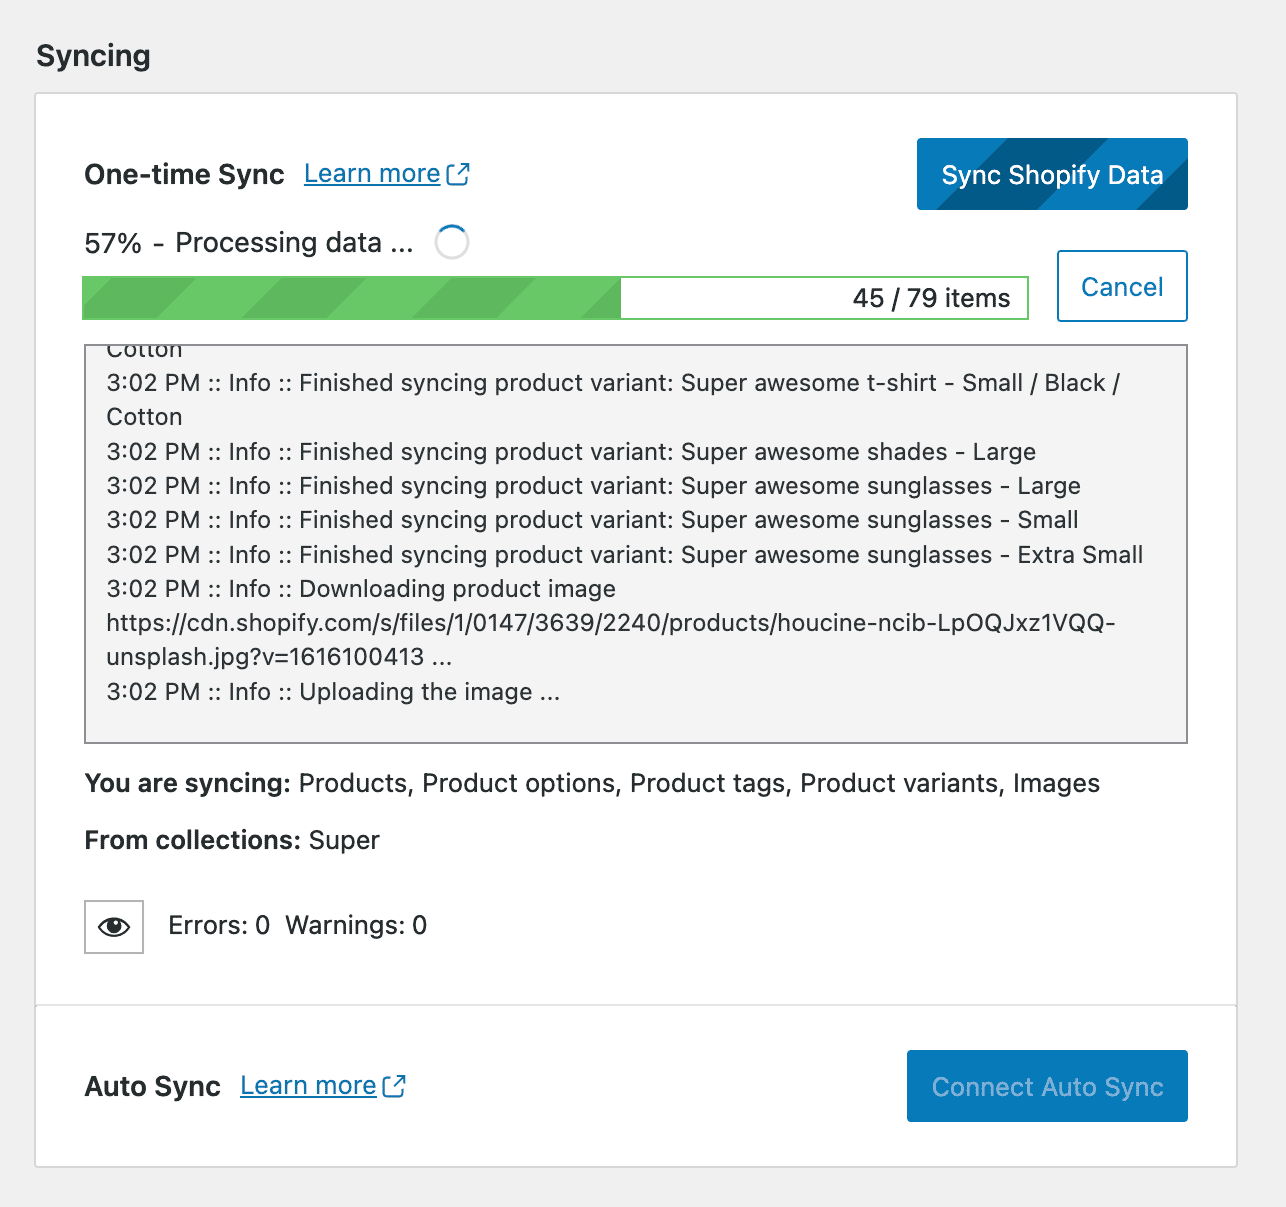 Syncing
One-time Sync Learn more
Sync Shopify Data
57% - Processing data ...
45 / 79 items
Cancel
Cotton
3:02 PM :: Info :: Finished syncing product variant: Super awesome t-shirt - Small / Black /
Cotton
3:02 PM :: Info :: Finished syncing product variant: Super awesome shades - Large
3:02 PM :: Info :: Finished syncing product variant: Super awesome sunglasses - Large
3:02 PM :: Info :: Finished syncing product variant: Super awesome sunglasses - Small
3:02 PM :: Info :: Finished syncing product variant: Super awesome sunglasses - Extra Small
3:02 PM :: Info :: Downloading product image
https://cdn.shopify.com/s/files/1/0147/3639/2240/products/houcine-ncib-LpOQJxz1VQQ-
unsplash.jpg?v=1616100413 ...
3:02 PM :: Info :: Uploading the image ...
You are syncing: Products, Product options, Product tags, Product variants, Images
From collections: Super
Errors: 0 Warnings: 0
Auto Sync Learn more
Connect Auto Sync